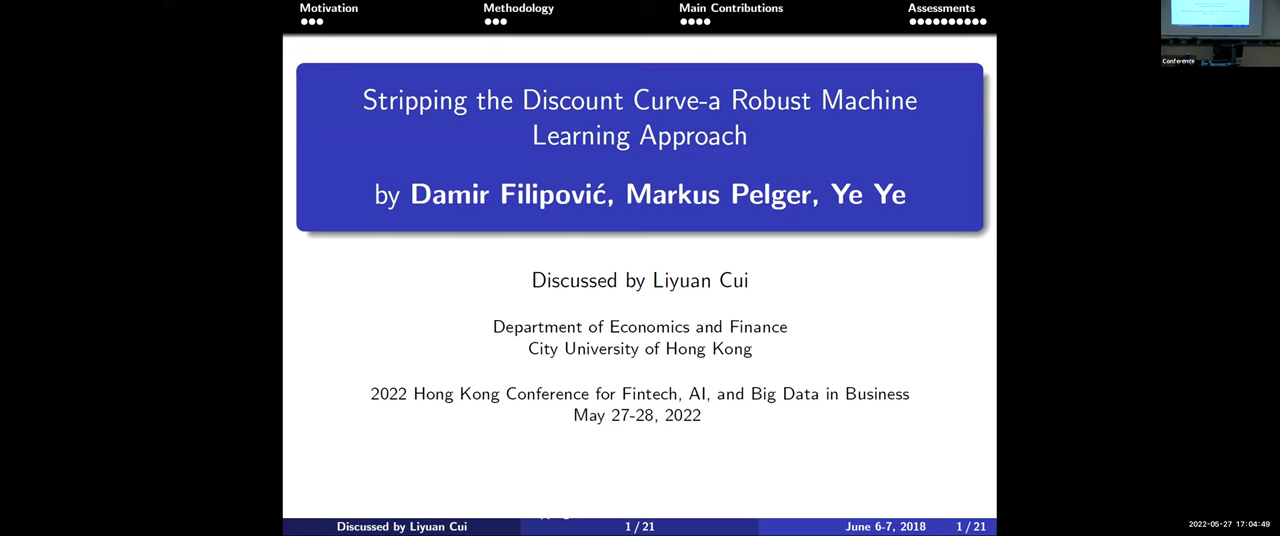 Motivation Methodology Main Contributions Assessments
Stripping the Discount Curve-a Robust Machine
Learning Approach
by Damir Filipović, Markus Pelger, Ye Ye
Discussed by Liyuan Cui
Department of Economics and Finance
City University of Hong Kong
2022 Hong Kong Conference for Fintech, AI, and Big Data in Business
May 27-28, 2022
Discussed by Liyuan Cui 1 / 21 June 6-7, 2018 1 / 21
Conference
2022-05-27 17:04:49